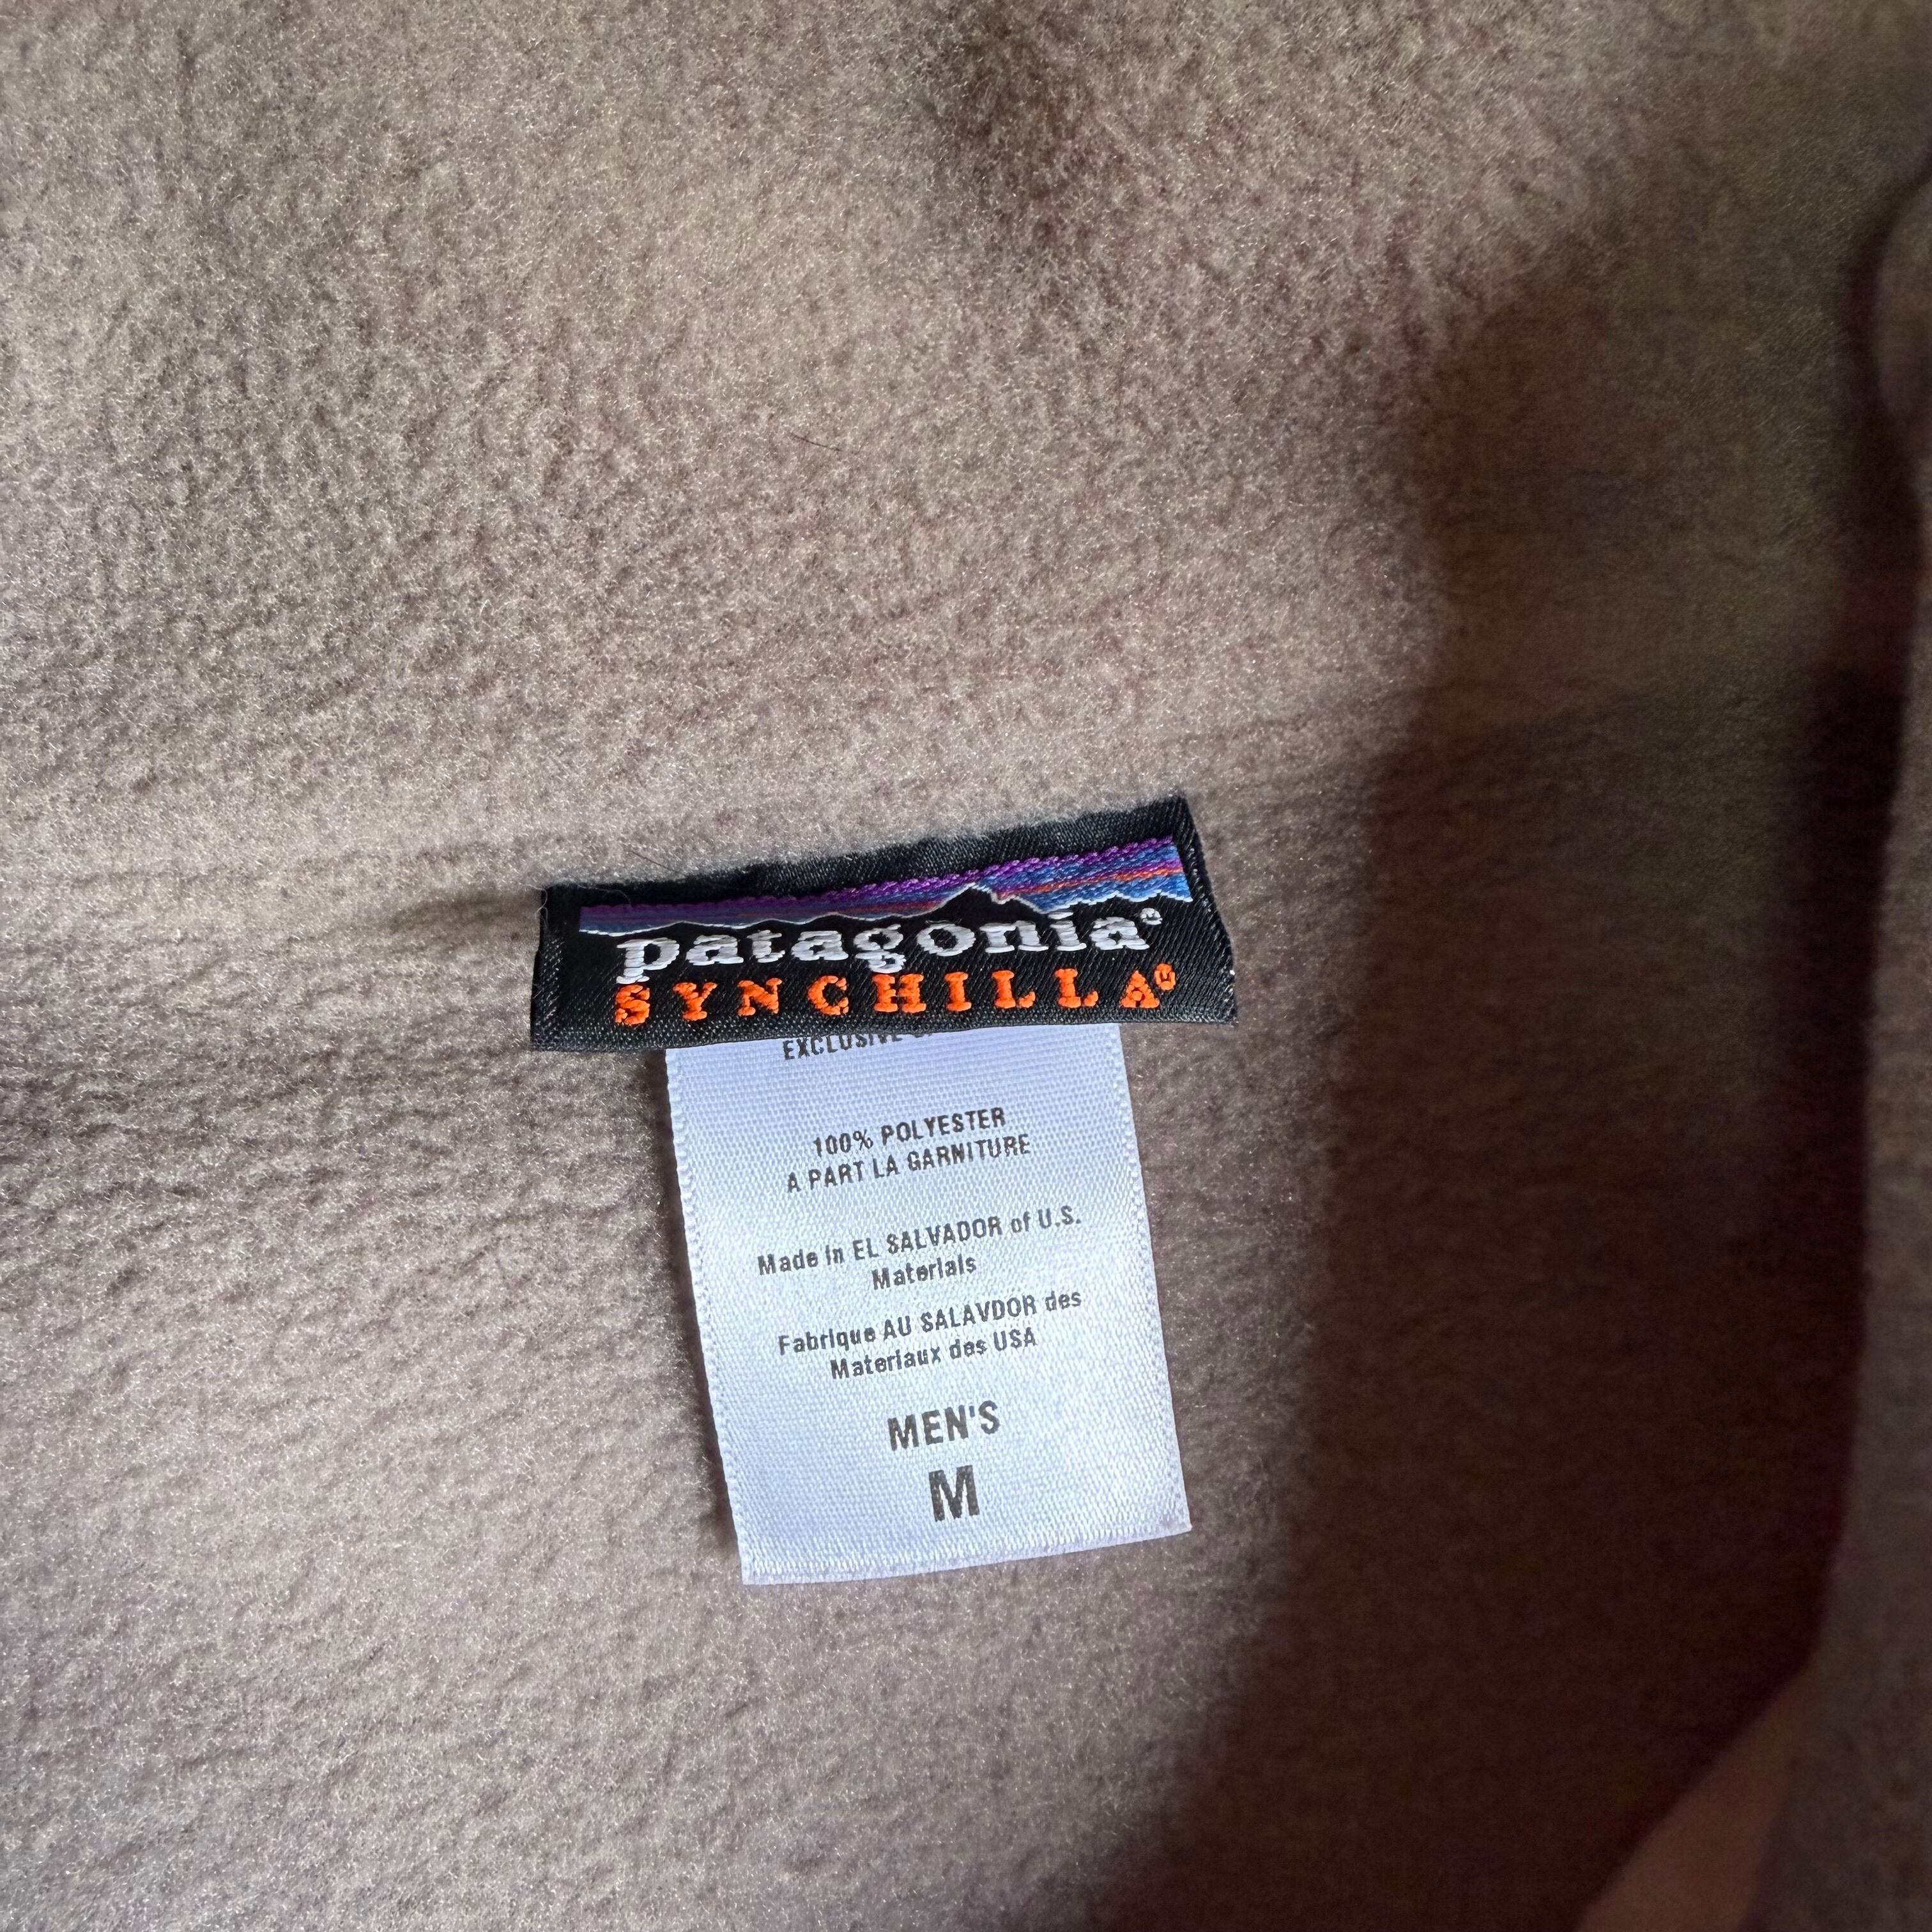 patagonia®
SYNCHILLA®
EXCLUSIVE
100% POLYESTER
A PART LA GARNITURE
Made in EL SALVADOR of U.S.
Materials
Fabrique AU SALAVDOR des
Materiaux des USA
MEN'S
M